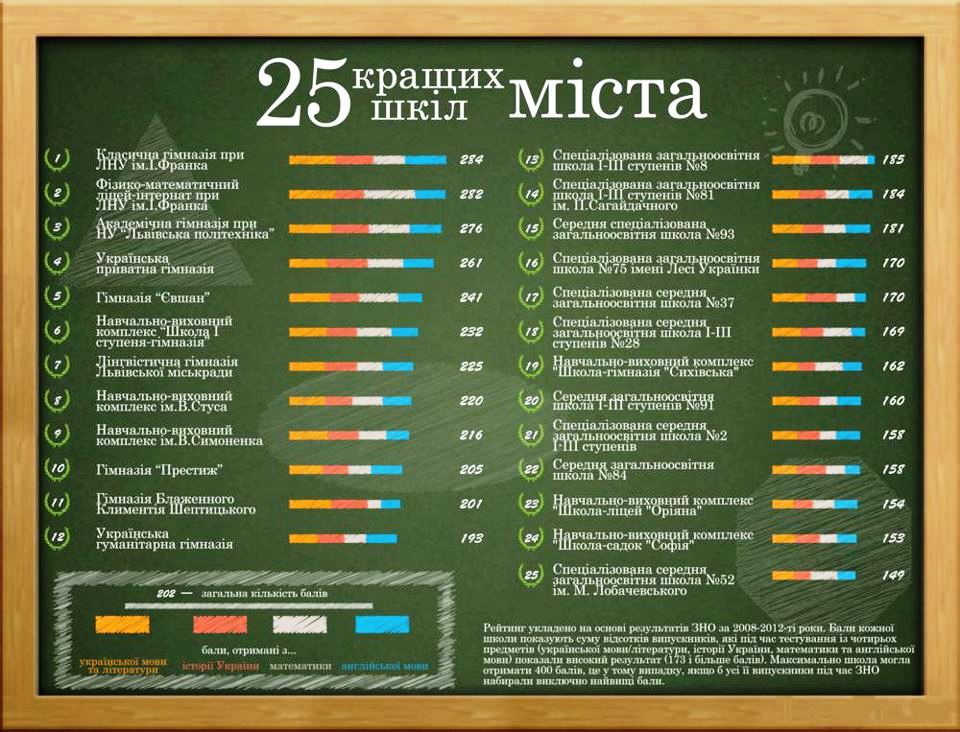 25 кращих шкіл міста
1
Класична гімназія при
ЛНУ ім.І.Франка
284
2
Фізико-математичний
ліцей-інтернат при
ЛНУ ім.І.Франка
282
3
Академічна гімназія при
НУ “Львівська політехніка”
276
4
Українська
приватна гімназія
261
5
Гімназія “Євшан”
241
6
Навчально-виховний
комплекс “Школа І
ступеня-гімназія
232
7
Лінгвістична гімназія
Львівської міськради
225
8
Навчально-виховний
комплекс ім.В.Стуса
220
9
Навчально-виховний
комплекс ім.В.Симоненка
216
10
Гімназія “Престиж”
205
11
Гімназія Блаженного
Климентія Шептицького
201
12
Українська
гуманітарна гімназія
193
13
Спеціалізована загальноосвітня
школа І-ІІІ ступенів №8
185
14
Спеціалізована загальноосвітня
школа І-ІІІ ступенів №81
ім. П.Сагайдачного
184
15
Середня спеціалізована
загальноосвітня школа №93
181
16
Спеціалізована загальноосвітня
школа №75 імені Лесі Українки
170
17
Спеціалізована середня
загальноосвітня школа №37
170
18
Спеціалізована середня
загальноосвітня школа І-ІІІ
ступенів №28
169
19
Навчально-виховний комплекс
"Школа-гімназія "Сихівська"
162
20
Середня загальноосвітня
школа І-ІІІ ступенів №91
160
21
Спеціалізована середня
загальноосвітня школа №2
І-ІІІ ступенів
158
22
Середня загальноосвітня
школа №84
158
23
Навчально-виховний комплекс
"Школа-ліцей "Оріяна"
154
24
Навчально-виховний комплекс
"Школа-садок "Софія"
153
25
Спеціалізована середня
загальноосвітня школа №52
ім. М. Лобачевського
149
202 — загальна кількість балів
бали, отримані з...
української мови
та літератури
історії України
математики
англійської мови
Рейтинг укладено на основі результатів ЗНО за 2008-2012-ті роки. Бали кожної
школи показують суму відсотків випускників, які під час тестування із чотирьох
предметів (української мови/літератури, історії України, математики та англійської
мови) показали високий результат (173 і більше балів). Максимально школа могла
отримати 400 балів, це у тому випадку, якщо б усі її випускники під час ЗНО
набирали виключно найвищі бали.